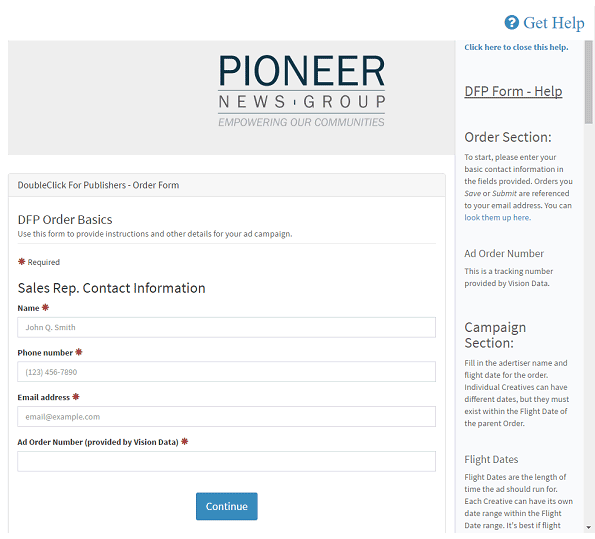 Get Help
PIONEER
NEWS GROUP
EMPOWERING OUR COMMUNITIES
DoubleClick For Publishers - Order Form
DFP Order Basics
Use this form to provide instructions and other details for your ad campaign.
* Required
Sales Rep. Contact Information
Name *
John Q. Smith
Phone number *
(123) 456-7890
Email address *
email@example.com
Ad Order Number (provided by Vision Data) *
Continue
Click here to close this help.
DFP Form - Help
Order Section:
To start, please enter your
basic contact information in
the fields provided. Orders you
Save or Submit are referenced
to your email address. You can
look them up here.
Ad Order Number
This is a tracking number
provided by Vision Data.
Campaign
Section:
Fill in the adertiser name and
flight date for the order.
Individual Creatives can have
different dates, but they must
exist within the Flight Date of
the parent Order.
Flight Dates
Flight Dates are the length of
time the ad should run for.
Each Creative can have its own
date range within the Flight
Date range. It's best if flight